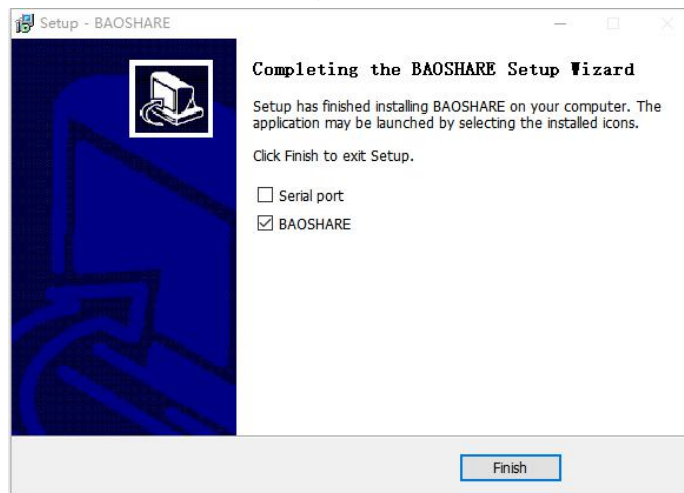 Setup - BAOSHARE
Completing the BAOSHARE Setup Wizard
Setup has finished installing BAOSHARE on your computer. The
application may be launched by selecting the installed icons.
Click Finish to exit Setup.
Serial port
BAOSHARE
Finish